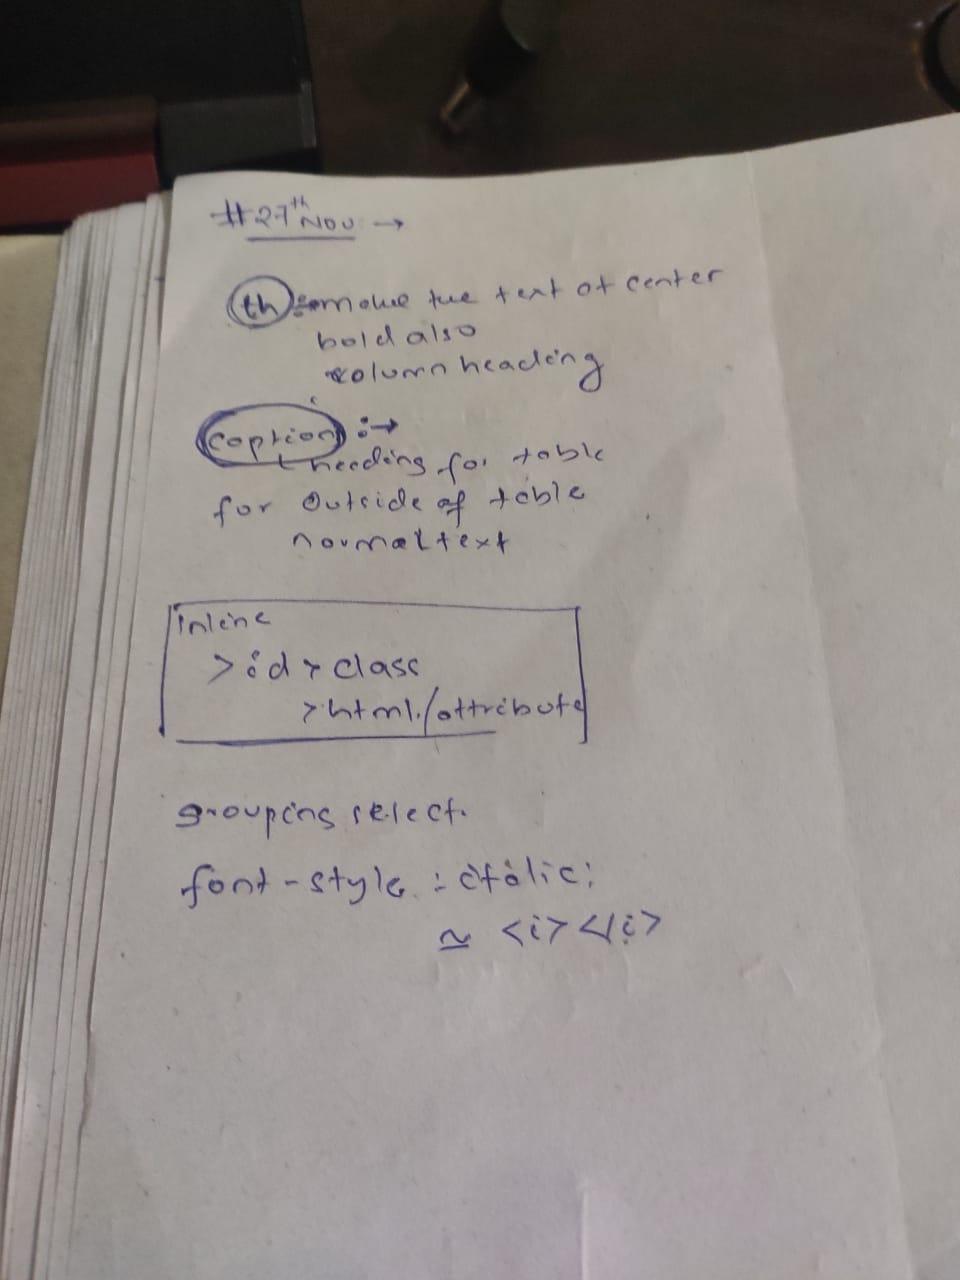 #27th Nov →
th :→ make the text at center
bold also
column heading
caption :→
heading for table
for outside of table
normal text
inline
>id > class
> html/attribute
grouping select.
font-style : italic;
≃ <i></i>